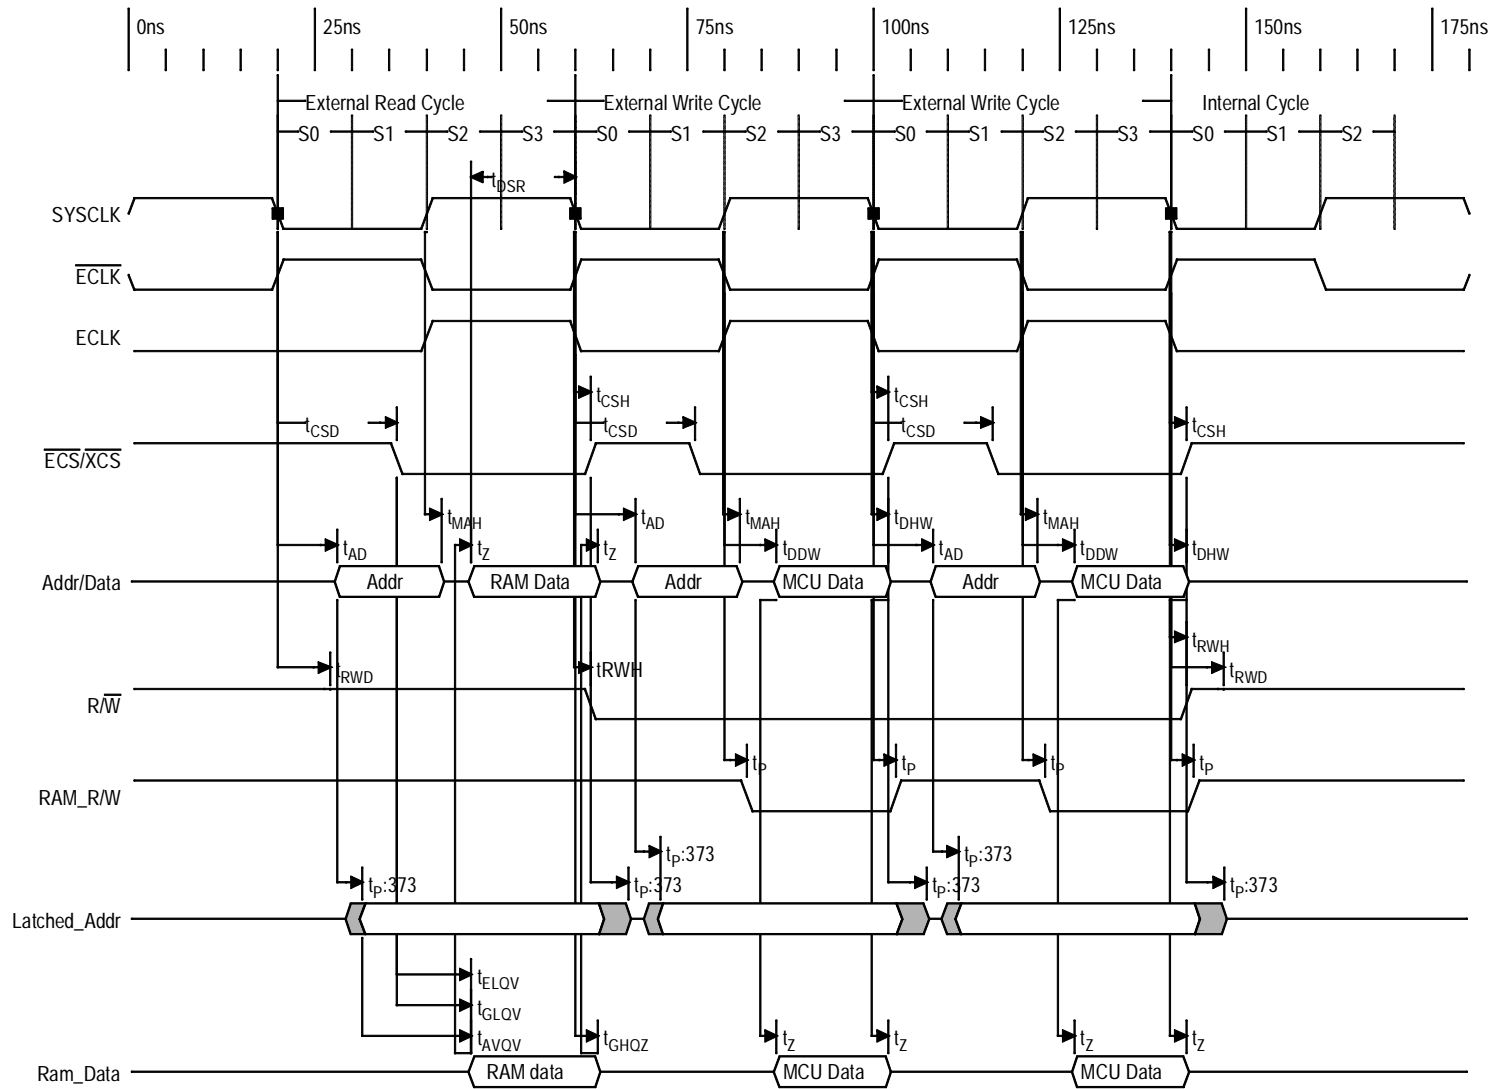 0ns 25ns 50ns 75ns 100ns 125ns 150ns 175ns
External Read Cycle External Write Cycle External Write Cycle Internal Cycle
S0 S1 S2 S3 S0 S1 S2 S3 S0 S1 S2 S3 S0 S1 S2
tDSR
SYSCLK
ECLK
ECLK
tCSH tCSH
tCSD tCSD tCSD tCSH
ECS/XCS
tMAH tAD tMAH tDHW tMAH
tAD tZ tZ tDDW tAD tDDW tDHW
Addr/Data Addr RAM Data Addr MCU Data Addr MCU Data
tRWH
tRWD tRWH tRWD
R/W
tP tP tP tP
RAM_R/W
tP:373 tP:373
tP:373 tP:373 tP:373 tP:373
Latched_Addr
tELQV
tGLQV
tAVQV tGHQZ tZ tZ tZ tZ
Ram_Data RAM data MCU Data MCU Data